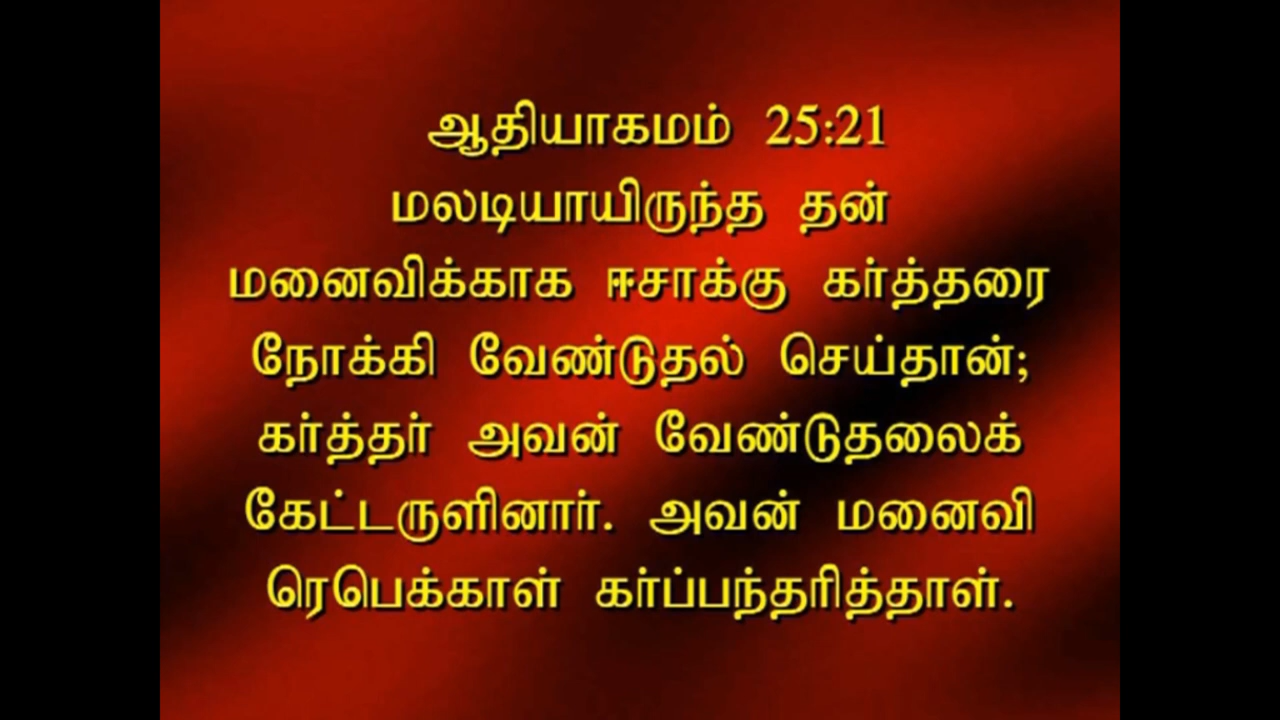 ஆதியாகமம் 25:21
மலடியாயிருந்த தன்
மனைவிக்காக ஈசாக்கு கர்த்தரை
நோக்கி வேண்டுதல் செய்தான்;
கர்த்தர் அவன் வேண்டுதலைக்
கேட்டருளினார். அவன் மனைவி
ரெபெக்காள் கர்ப்பந்தரித்தாள்.